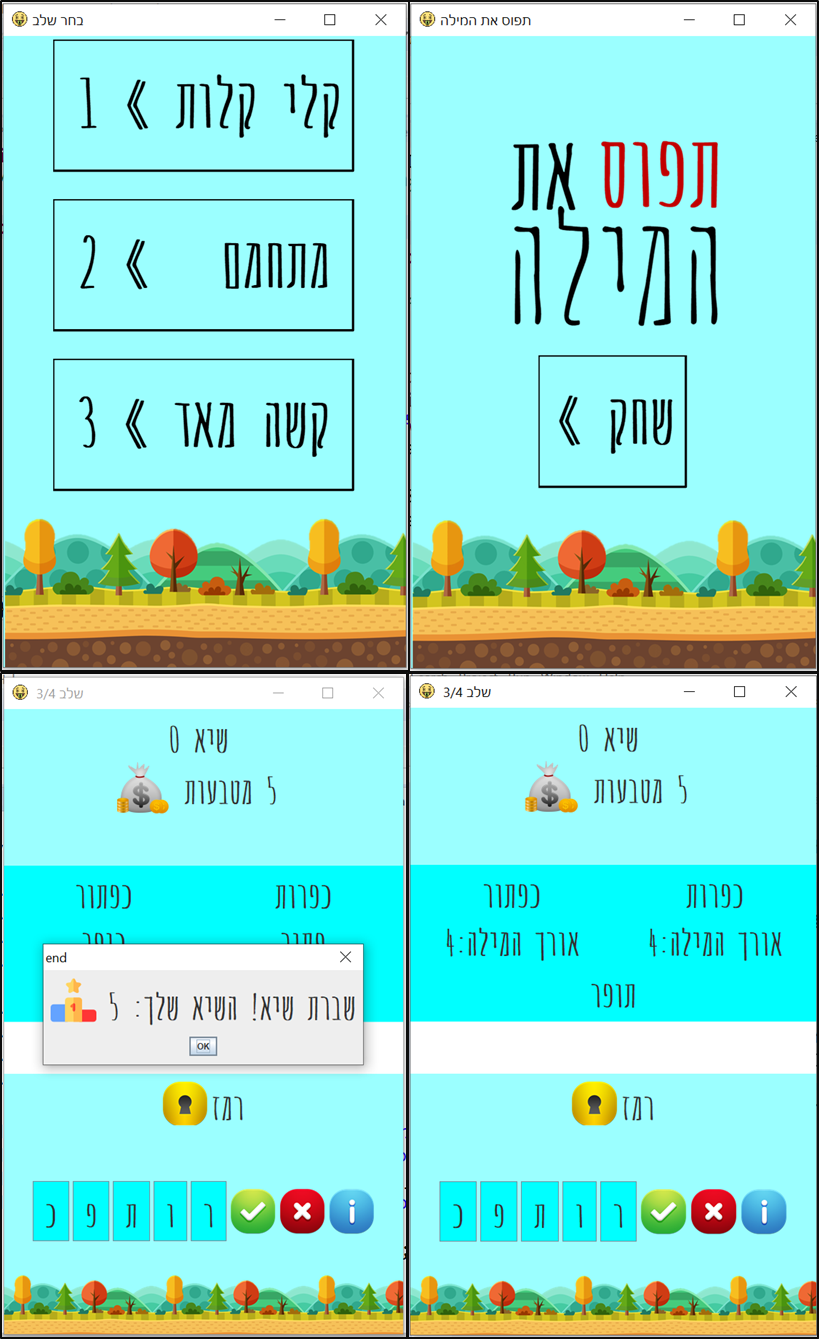 תפוס את המילה
תפוס את
המילה
שחק »
בחר שלב
קלי קלות » 1
מתחמם » 2
קשה מאד » 3
שלב 3/4
שיא 0
5 מטבעות
כפרות כפתור
אורך המילה:4 אורך המילה:4
תופר
רמז
ר ו ת פ כ
שלב 3/4
שיא 0
5 מטבעות
כפרות כפתור
end
שברת שיא! השיא שלך: 5
OK
רמז
ר ו ת פ כ